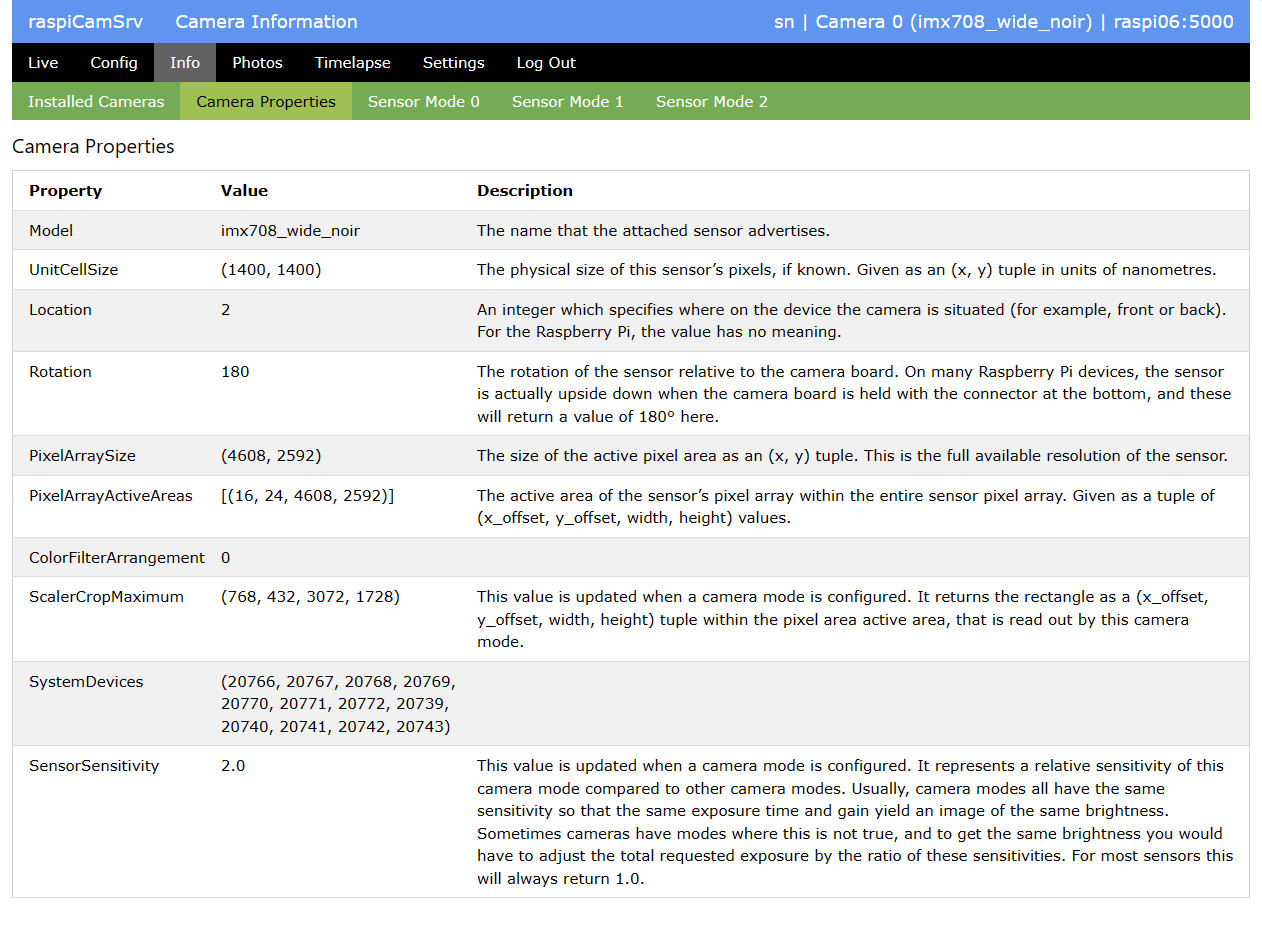 raspiCamSrv Camera Information sn | Camera 0 (imx708_wide_noir) | raspi06:5000
Live Config Info Photos Timelapse Settings Log Out
Installed Cameras Camera Properties Sensor Mode 0 Sensor Mode 1 Sensor Mode 2
Camera Properties
Property Value Description
Model imx708_wide_noir The name that the attached sensor advertises.
UnitCellSize (1400, 1400) The physical size of this sensor’s pixels, if known. Given as an (x, y) tuple in units of nanometres.
Location 2 An integer which specifies where on the device the camera is situated (for example, front or back).
For the Raspberry Pi, the value has no meaning.
Rotation 180 The rotation of the sensor relative to the camera board. On many Raspberry Pi devices, the sensor
is actually upside down when the camera board is held with the connector at the bottom, and these
will return a value of 180° here.
PixelArraySize (4608, 2592) The size of the active pixel area as an (x, y) tuple. This is the full available resolution of the sensor.
PixelArrayActiveAreas [(16, 24, 4608, 2592)] The active area of the sensor’s pixel array within the entire sensor pixel array. Given as a tuple of
(x_offset, y_offset, width, height) values.
ColorFilterArrangement 0
ScalerCropMaximum (768, 432, 3072, 1728) This value is updated when a camera mode is configured. It returns the rectangle as a (x_offset,
y_offset, width, height) tuple within the pixel area active area, that is read out by this camera
mode.
SystemDevices (20766, 20767, 20768, 20769,
20770, 20771, 20772, 20739,
20740, 20741, 20742, 20743)
SensorSensitivity 2.0 This value is updated when a camera mode is configured. It represents a relative sensitivity of this
camera mode compared to other camera modes. Usually, camera modes all have the same
sensitivity so that the same exposure time and gain yield an image of the same brightness.
Sometimes cameras have modes where this is not true, and to get the same brightness you would
have to adjust the total requested exposure by the ratio of these sensitivities. For most sensors this
will always return 1.0.